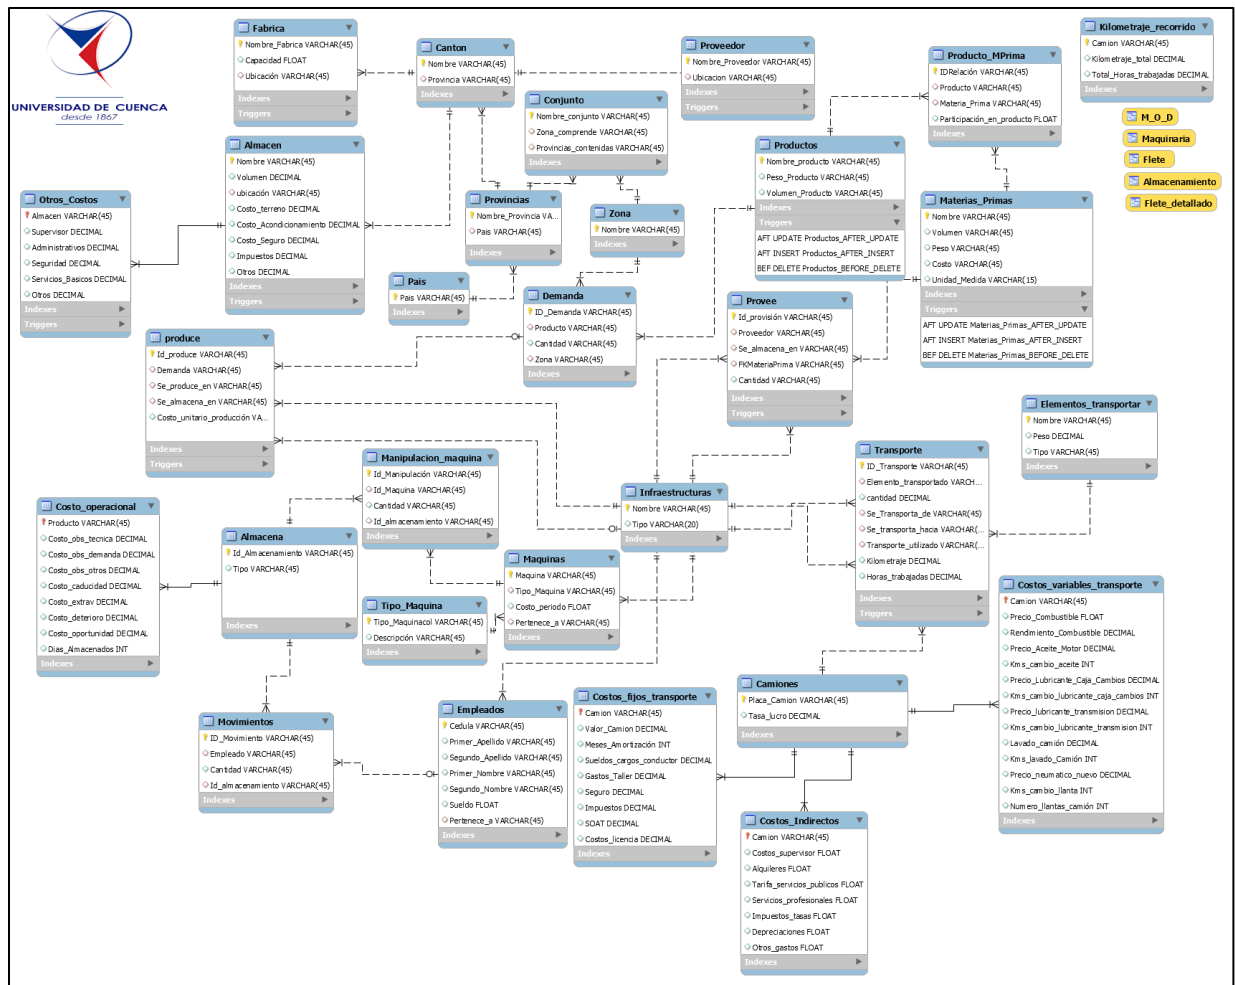 UNIVERSIDAD DE CUENCA
desde 1867
Fabrica
Nombre_Fabrica VARCHAR(45)
Capacidad FLOAT
Ubicación VARCHAR(45)
Indexes
Triggers
Canton
Nombre VARCHAR(45)
Provincia VARCHAR(45)
Indexes
Proveedor
Nombre_Proveedor VARCHAR(45)
Ubicacion VARCHAR(45)
Indexes
Triggers
Producto_MPrima
IDRelación VARCHAR(45)
Producto VARCHAR(45)
Materia_Prima VARCHAR(45)
Participación_en_producto FLOAT
Indexes
Kilometraje_recorrido
Camion VARCHAR(45)
Kilometraje_total DECIMAL
Total_Horas_trabajadas DECIMAL
Indexes
M_O_D
Maquinaria
Flete
Almacenamiento
Flete_detallado
Conjunto
Nombre_conjunto VARCHAR(45)
Zona_comprende VARCHAR(45)
Provincias_contenidas VARCHAR(45)
Indexes
Almacen
Nombre VARCHAR(45)
Volumen DECIMAL
ubicación VARCHAR(45)
Costo_terreno DECIMAL
Costo_Acondicionamiento DECIMAL
Costo_Seguro DECIMAL
Impuestos DECIMAL
Otros DECIMAL
Indexes
Triggers
Productos
Nombre_producto VARCHAR(45)
Peso_Producto VARCHAR(45)
Volumen_Producto VARCHAR(45)
Indexes
Triggers
AFT UPDATE Productos_AFTER_UPDATE
AFT INSERT Productos_AFTER_INSERT
BEF DELETE Productos_BEFORE_DELETE
Otros_Costos
Almacen VARCHAR(45)
Supervisor DECIMAL
Administrativos DECIMAL
Seguridad DECIMAL
Servicios_Basicos DECIMAL
Otros DECIMAL
Indexes
Triggers
Provincias
Nombre_Provincia VA...
Pais VARCHAR(45)
Indexes
Zona
Nombre VARCHAR(45)
Indexes
Materias_Primas
Nombre VARCHAR(45)
Volumen VARCHAR(45)
Peso VARCHAR(45)
Costo VARCHAR(45)
Unidad_Medida VARCHAR(15)
Indexes
Triggers
AFT UPDATE Materias_Primas_AFTER_UPDATE
AFT INSERT Materias_Primas_AFTER_INSERT
BEF DELETE Materias_Primas_BEFORE_DELETE
Pais
Pais VARCHAR(45)
Indexes
Demanda
ID_Demanda VARCHAR(45)
Producto VARCHAR(45)
Cantidad VARCHAR(45)
Zona VARCHAR(45)
Indexes
Provee
Id_provisión VARCHAR(45)
Proveedor VARCHAR(45)
Se_almacena_en VARCHAR(45)
FKMateriaPrima VARCHAR(45)
Cantidad VARCHAR(45)
Indexes
Triggers
produce
Id_produce VARCHAR(45)
Demanda VARCHAR(45)
Se_produce_en VARCHAR(45)
Se_almacena_en VARCHAR(45)
Costo_unitario_producción VA...
Indexes
Triggers
Elementos_transportar
Nombre VARCHAR(45)
Peso DECIMAL
Tipo VARCHAR(45)
Indexes
Manipulacion_maquina
Id_Manipulación VARCHAR(45)
Id_Maquina VARCHAR(45)
Cantidad VARCHAR(45)
Id_almacenamiento VARCHAR(45)
Indexes
Transporte
ID_Transporte VARCHAR(45)
Elemento_transportado VARCH...
cantidad DECIMAL
Se_Transporta_de VARCHAR(45)
Se_transporta_hacia VARCHAR(...
Transporte_utilizado VARCHAR(...
Kilometraje DECIMAL
Horas_trabajadas DECIMAL
Indexes
Triggers
Infraestructuras
Nombre VARCHAR(45)
Tipo VARCHAR(20)
Indexes
Costo_operacional
Producto VARCHAR(45)
Costo_obs_tecnica DECIMAL
Costo_obs_demanda DECIMAL
Costo_obs_otros DECIMAL
Costo_caducidad DECIMAL
Costo_extrav DECIMAL
Costo_deterioro DECIMAL
Costo_oportunidad DECIMAL
Dias_Almacenados INT
Indexes
Almacena
Id_Almacenamiento VARCHAR(45)
Tipo VARCHAR(45)
Indexes
Maquinas
Maquina VARCHAR(45)
Tipo_Maquina VARCHAR(45)
Costo_periodo FLOAT
Pertenece_a VARCHAR(45)
Indexes
Tipo_Maquina
Tipo_Maquinacol VARCHAR(45)
Descripción VARCHAR(45)
Indexes
Costos_variables_transporte
Camion VARCHAR(45)
Precio_Combustible FLOAT
Rendimiento_Combustible DECIMAL
Precio_Aceite_Motor DECIMAL
Kms_cambio_aceite INT
Precio_Lubricante_Caja_Cambios DECIMAL
Kms_cambio_lubricante_caja_cambios INT
Precio_lubricante_transmision DECIMAL
Kms_cambio_lubricante_transmision INT
Lavado_camión DECIMAL
Kms_lavado_Camión INT
Precio_neumatico_nuevo DECIMAL
Kms_cambio_llanta INT
Numero_llantas_camión INT
Indexes
Camiones
Placa_Camion VARCHAR(45)
Tasa_lucro DECIMAL
Indexes
Costos_fijos_transporte
Camion VARCHAR(45)
Valor_Camion DECIMAL
Meses_Amortización INT
Sueldos_cargos_conductor DECIMAL
Gastos_Taller DECIMAL
Seguro DECIMAL
Impuestos DECIMAL
SOAT DECIMAL
Costos_licencia DECIMAL
Indexes
Empleados
Cedula VARCHAR(45)
Primer_Apellido VARCHAR(45)
Segundo_Apellido VARCHAR(45)
Primer_Nombre VARCHAR(45)
Segundo_Nombre VARCHAR(45)
Sueldo FLOAT
Pertenece_a VARCHAR(45)
Indexes
Movimientos
ID_Movimiento VARCHAR(45)
Empleado VARCHAR(45)
Cantidad VARCHAR(45)
Id_almacenamiento VARCHAR(45)
Indexes
Costos_Indirectos
Camion VARCHAR(45)
Costos_supervisor FLOAT
Alquileres FLOAT
Tarifa_servicios_publicos FLOAT
Servicios_profesionales FLOAT
Impuestos_tasas FLOAT
Depreciaciones FLOAT
Otros_gastos FLOAT
Indexes